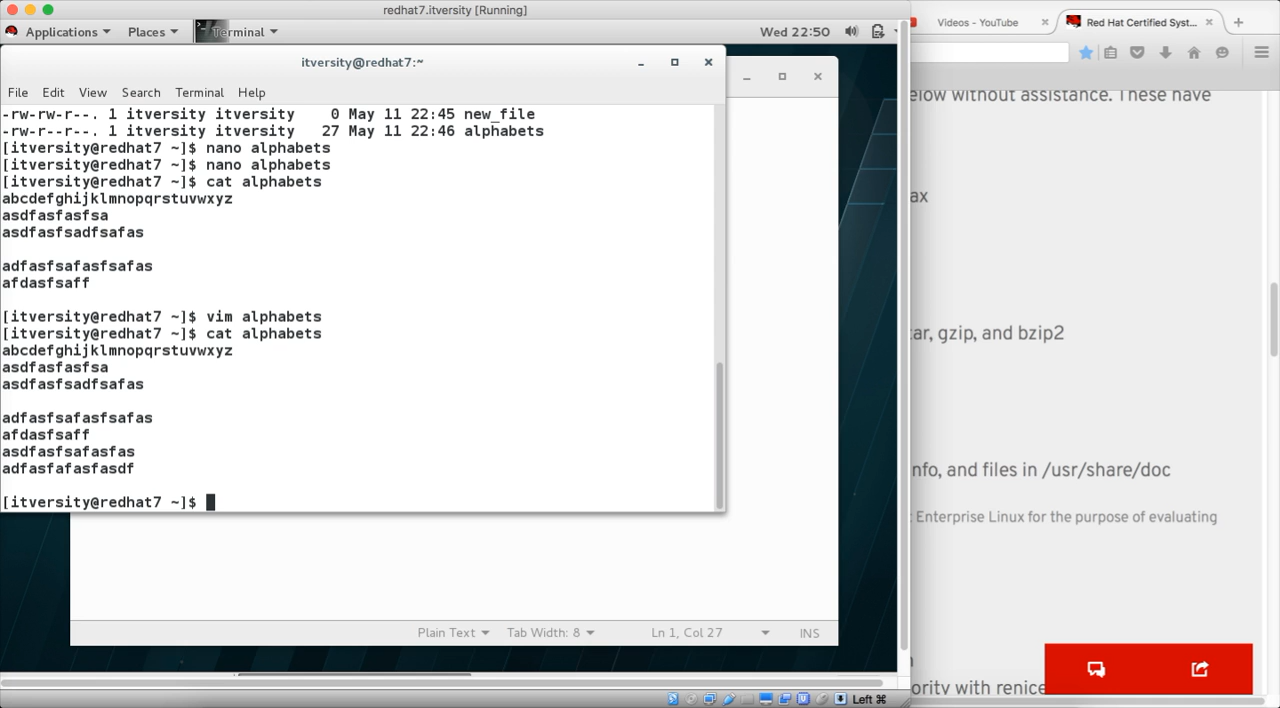 redhat7.itversity [Running]
Applications Places Terminal Wed 22:50
itversity@redhat7:~
File Edit View Search Terminal Help
-rw-rw-r--. 1 itversity itversity 0 May 11 22:45 new_file
-rw-r--r--. 1 itversity itversity 27 May 11 22:46 alphabets
[itversity@redhat7 ~]$ nano alphabets
[itversity@redhat7 ~]$ nano alphabets
[itversity@redhat7 ~]$ cat alphabets
abcdefghijklmnopqrstuvwxyz
asdfasfasfsa
asdfasfsadfsafas
adfasfsafasfsafas
afdasfsaff
[itversity@redhat7 ~]$ vim alphabets
[itversity@redhat7 ~]$ cat alphabets
abcdefghijklmnopqrstuvwxyz
asdfasfasfsa
asdfasfsadfsafas
adfasfsafasfsafas
afdasfsaff
asdfasfsafasfas
adfasfafasfasdf
[itversity@redhat7 ~]$
Plain Text Tab Width: 8 Ln 1, Col 27 INS
Left ⌘
Videos - YouTube
Red Hat Certified Syst...
elow without assistance. These have
ax
tar, gzip, and bzip2
nfo, and files in /usr/share/doc
Enterprise Linux for the purpose of evaluating
ority with renice